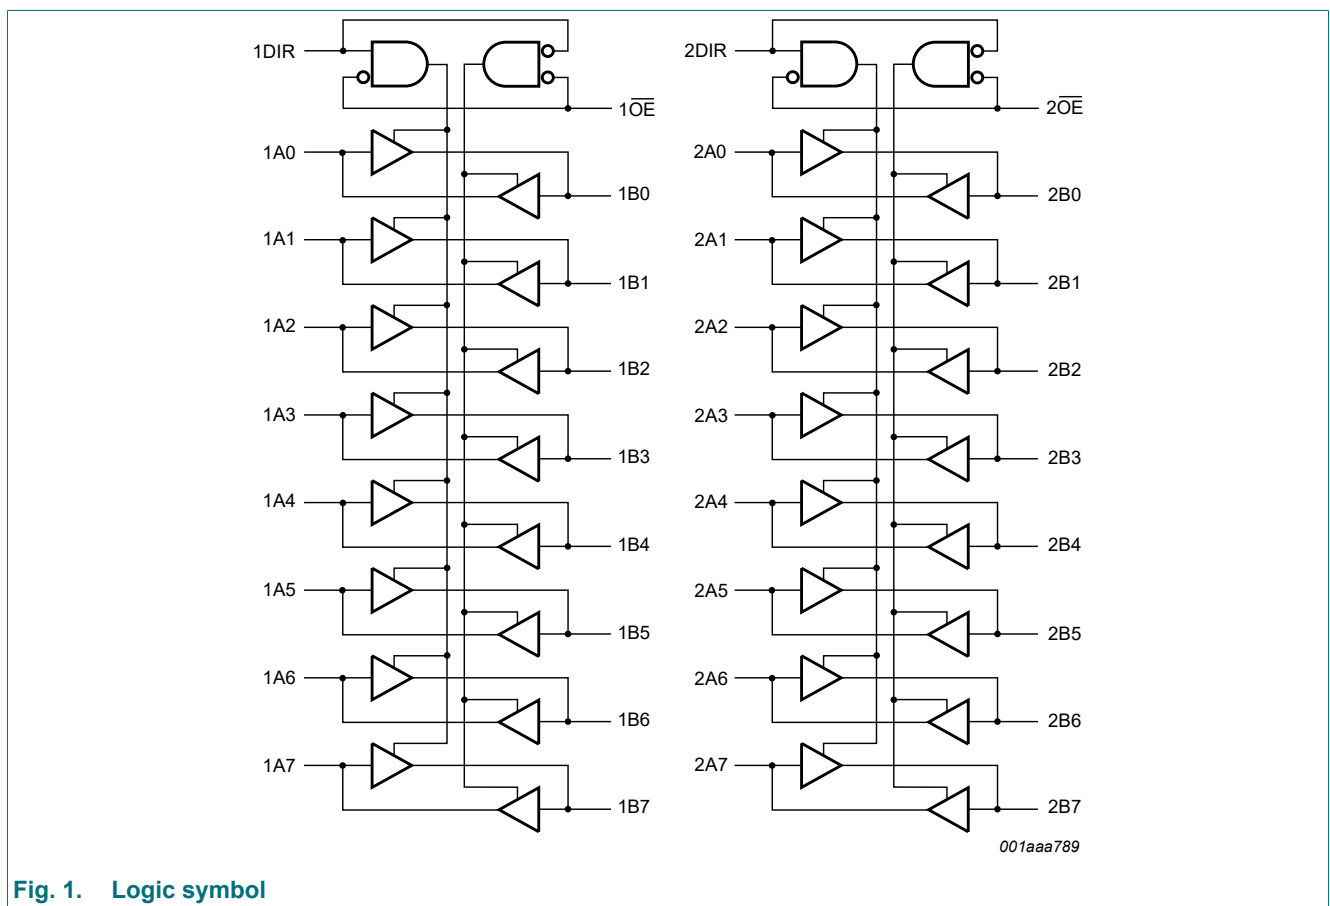 1DIR
1O̅E̅
1A0
1B0
1A1
1B1
1A2
1B2
1A3
1B3
1A4
1B4
1A5
1B5
1A6
1B6
1A7
1B7
2DIR
2O̅E̅
2A0
2B0
2A1
2B1
2A2
2B2
2A3
2B3
2A4
2B4
2A5
2B5
2A6
2B6
2A7
2B7
001aaa789
Fig. 1. Logic symbol